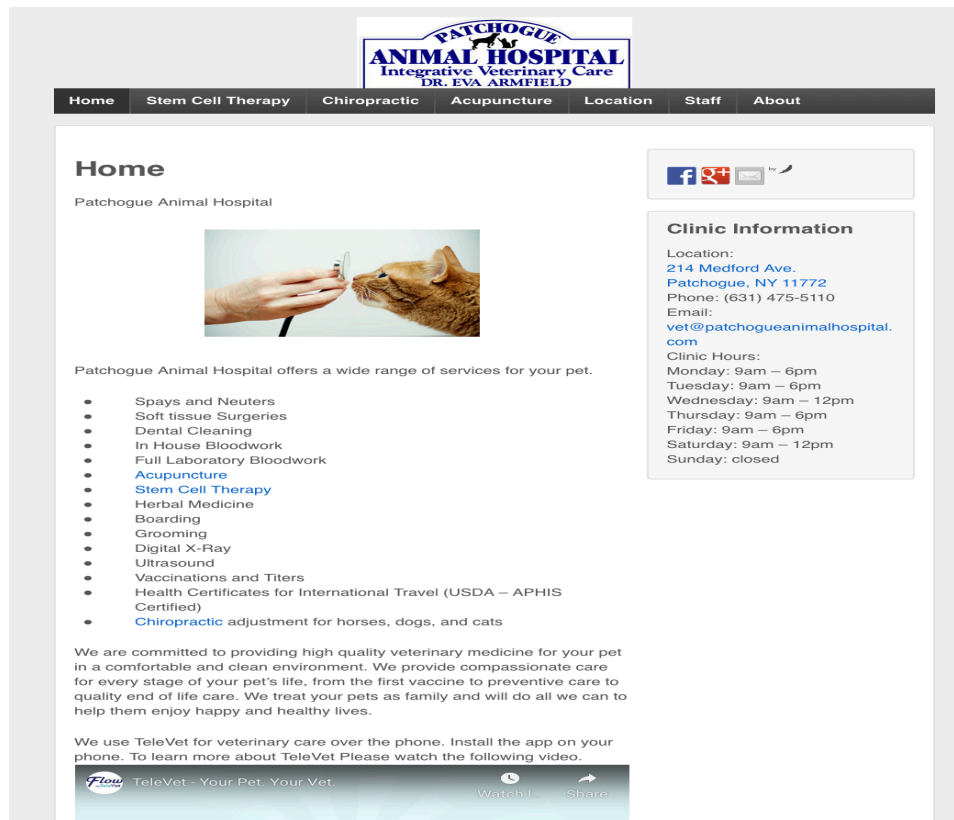 PATCHOGUE
ANIMAL HOSPITAL
Integrative Veterinary Care
DR. EVA ARMFIELD
Home Stem Cell Therapy Chiropractic Acupuncture Location Staff About
Home
Patchogue Animal Hospital
Patchogue Animal Hospital offers a wide range of services for your pet.
• Spays and Neuters
• Soft tissue Surgeries
• Dental Cleaning
• In House Bloodwork
• Full Laboratory Bloodwork
• Acupuncture
• Stem Cell Therapy
• Herbal Medicine
• Boarding
• Grooming
• Digital X-Ray
• Ultrasound
• Vaccinations and Titers
• Health Certificates for International Travel (USDA – APHIS
Certified)
• Chiropractic adjustment for horses, dogs, and cats
We are committed to providing high quality veterinary medicine for your pet
in a comfortable and clean environment. We provide compassionate care
for every stage of your pet’s life, from the first vaccine to preventive care to
quality end of life care. We treat your pets as family and will do all we can to
help them enjoy happy and healthy lives.
We use TeleVet for veterinary care over the phone. Install the app on your
phone. To learn more about TeleVet Please watch the following video.
Flow
TeleVet - Your Pet. Your Vet.
Watch l...
Share
f g+ by
Clinic Information
Location:
214 Medford Ave.
Patchogue, NY 11772
Phone: (631) 475-5110
Email:
vet@patchogueanimalhospital.
com
Clinic Hours:
Monday: 9am – 6pm
Tuesday: 9am – 6pm
Wednesday: 9am – 12pm
Thursday: 9am – 6pm
Friday: 9am – 6pm
Saturday: 9am – 12pm
Sunday: closed